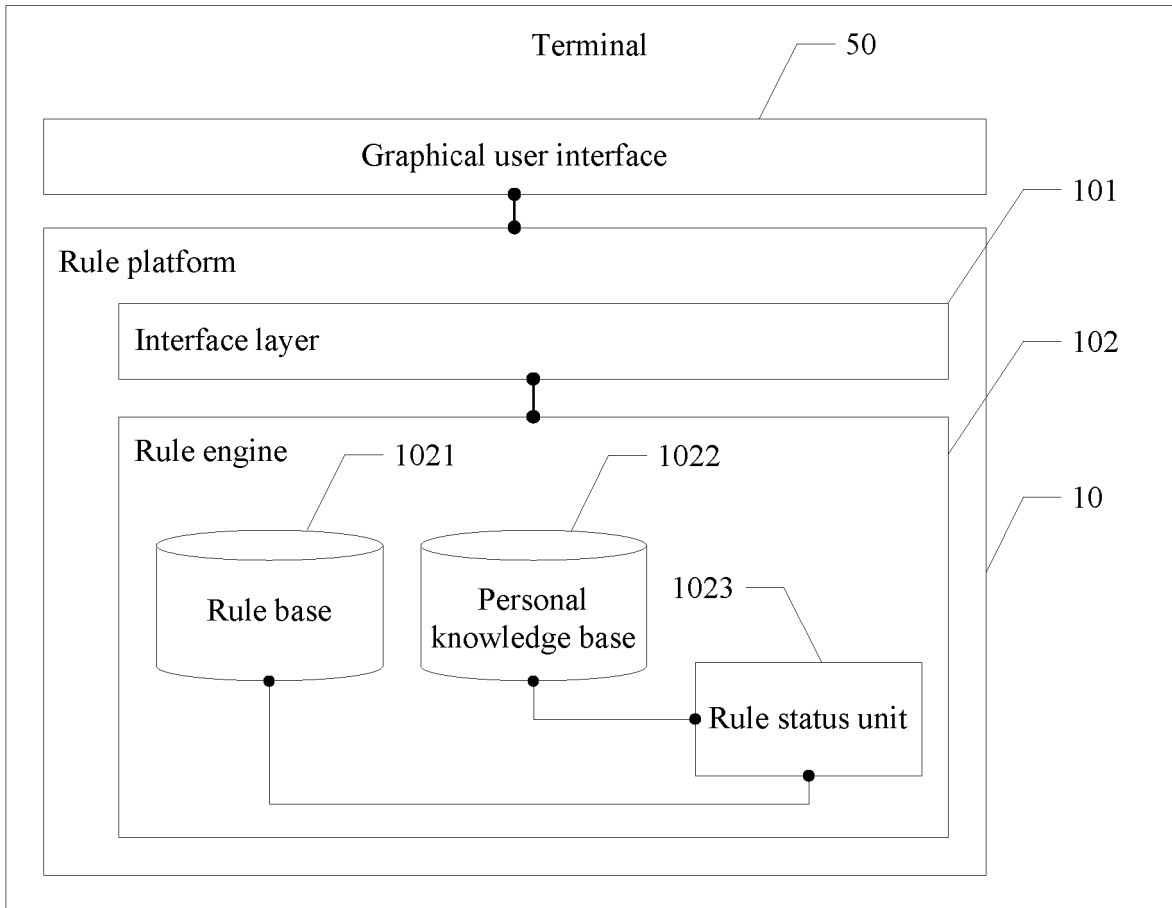 Terminal
50
Graphical user interface
101
Rule platform
Interface layer
102
Rule engine
1021
1022
10
1023
Rule base
Personal
knowledge base
Rule status unit